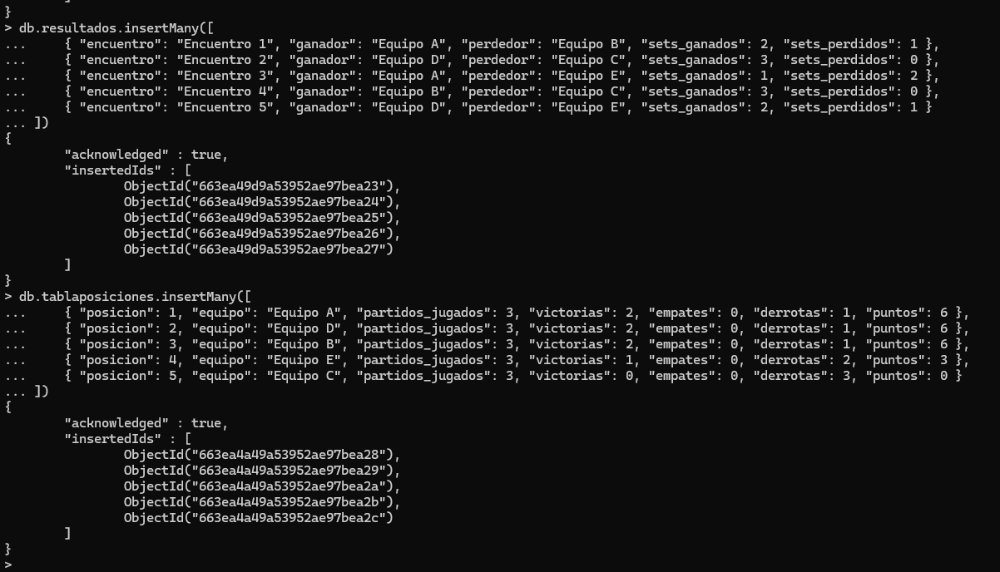 ]
}
> db.resultados.insertMany([
...     { "encuentro": "Encuentro 1", "ganador": "Equipo A", "perdedor": "Equipo B", "sets_ganados": 2, "sets_perdidos": 1 },
...     { "encuentro": "Encuentro 2", "ganador": "Equipo D", "perdedor": "Equipo C", "sets_ganados": 3, "sets_perdidos": 0 },
...     { "encuentro": "Encuentro 3", "ganador": "Equipo A", "perdedor": "Equipo E", "sets_ganados": 1, "sets_perdidos": 2 },
...     { "encuentro": "Encuentro 4", "ganador": "Equipo B", "perdedor": "Equipo C", "sets_ganados": 3, "sets_perdidos": 0 },
...     { "encuentro": "Encuentro 5", "ganador": "Equipo D", "perdedor": "Equipo E", "sets_ganados": 2, "sets_perdidos": 1 }
... ])
{
        "acknowledged" : true,
        "insertedIds" : [
                ObjectId("663ea49d9a53952ae97bea23"),
                ObjectId("663ea49d9a53952ae97bea24"),
                ObjectId("663ea49d9a53952ae97bea25"),
                ObjectId("663ea49d9a53952ae97bea26"),
                ObjectId("663ea49d9a53952ae97bea27")
        ]
}
> db.tablaposiciones.insertMany([
...     { "posicion": 1, "equipo": "Equipo A", "partidos_jugados": 3, "victorias": 2, "empates": 0, "derrotas": 1, "puntos": 6 },
...     { "posicion": 2, "equipo": "Equipo D", "partidos_jugados": 3, "victorias": 2, "empates": 0, "derrotas": 1, "puntos": 6 },
...     { "posicion": 3, "equipo": "Equipo B", "partidos_jugados": 3, "victorias": 2, "empates": 0, "derrotas": 1, "puntos": 6 },
...     { "posicion": 4, "equipo": "Equipo E", "partidos_jugados": 3, "victorias": 1, "empates": 0, "derrotas": 2, "puntos": 3 },
...     { "posicion": 5, "equipo": "Equipo C", "partidos_jugados": 3, "victorias": 0, "empates": 0, "derrotas": 3, "puntos": 0 }
... ])
{
        "acknowledged" : true,
        "insertedIds" : [
                ObjectId("663ea4a49a53952ae97bea28"),
                ObjectId("663ea4a49a53952ae97bea29"),
                ObjectId("663ea4a49a53952ae97bea2a"),
                ObjectId("663ea4a49a53952ae97bea2b"),
                ObjectId("663ea4a49a53952ae97bea2c")
        ]
}
>